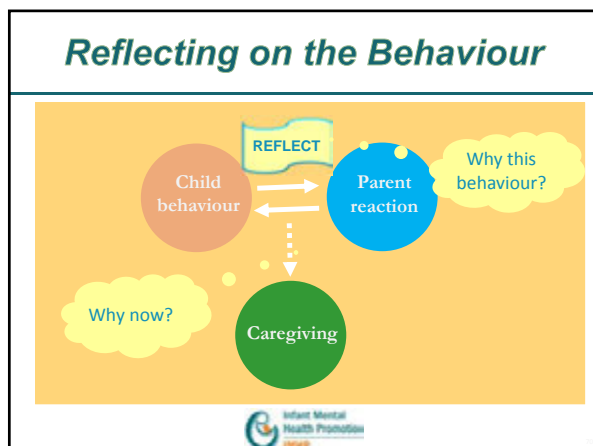 Reflecting on the Behaviour
REFLECT
Child
behaviour
Parent
reaction
Why this
behaviour?
Why now?
Caregiving
Infant Mental
Health Promotion